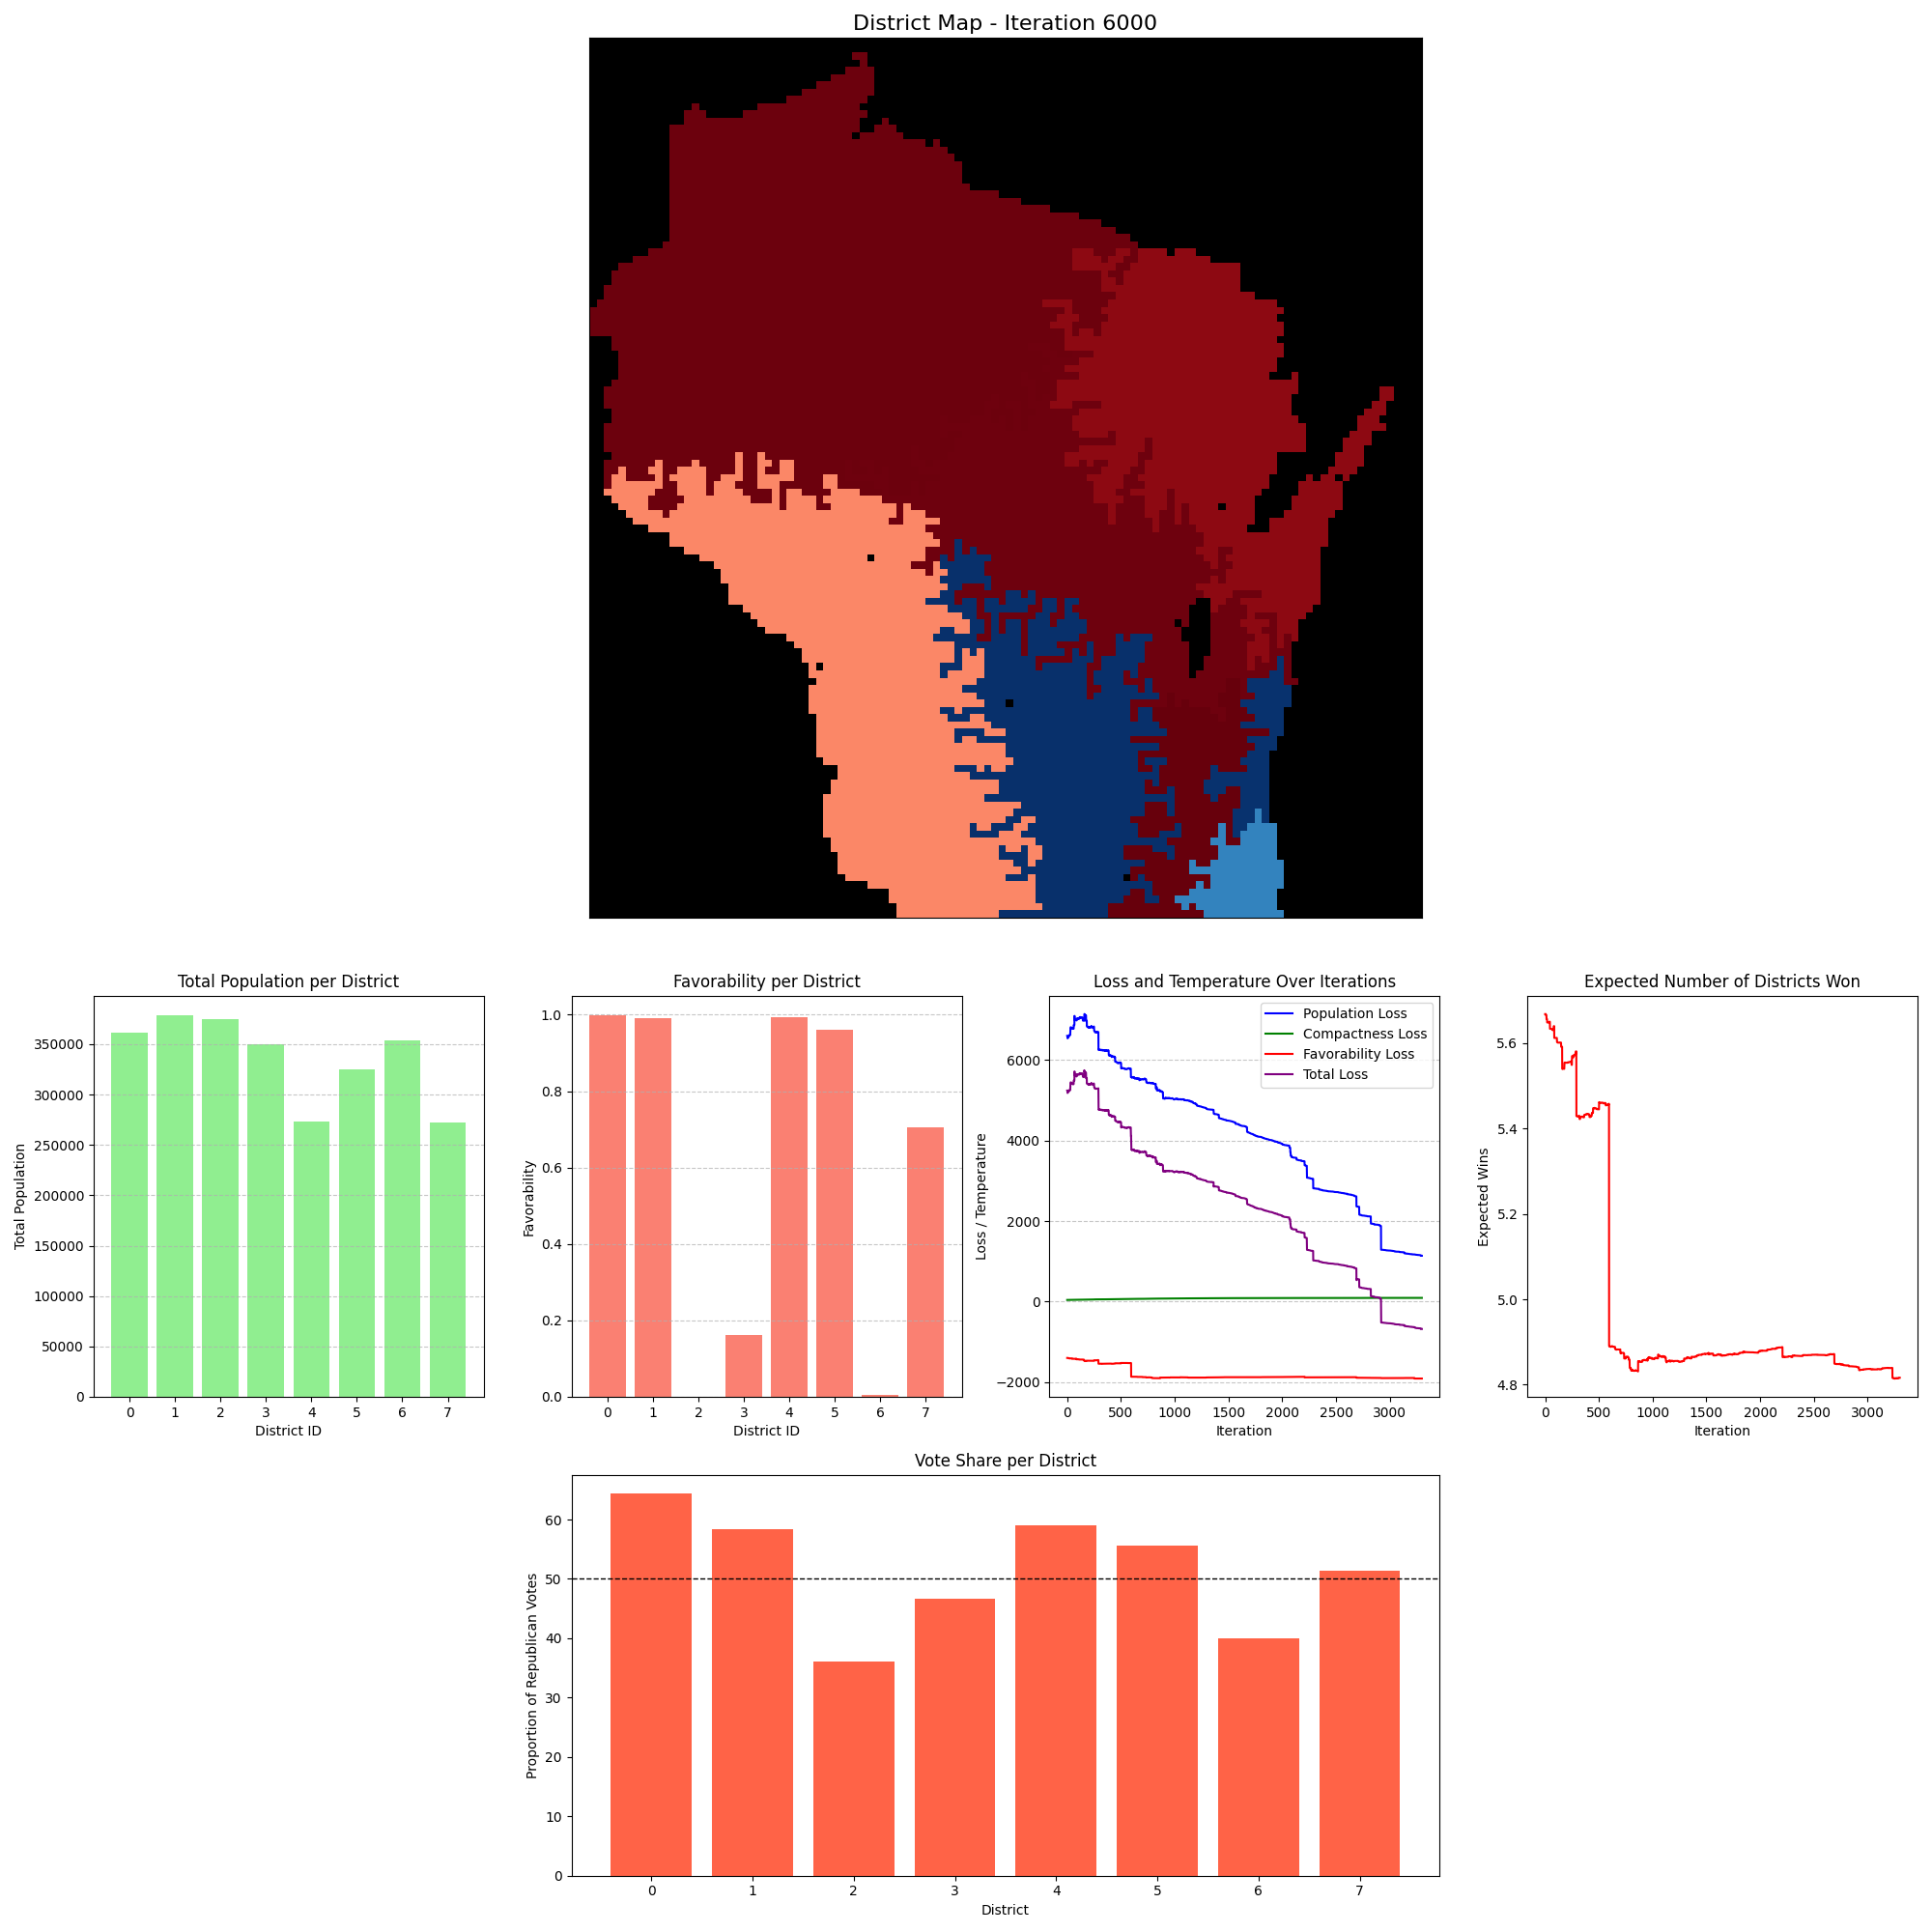 District Map - Iteration 6000
Total Population per District
Total Population
350000
300000
250000
200000
150000
100000
50000
0
0 1 2 3 4 5 6 7
District ID
Favorability per District
Favorability
1.0
0.8
0.6
0.4
0.2
0.0
0 1 2 3 4 5 6 7
District ID
Loss and Temperature Over Iterations
Loss / Temperature
6000
4000
2000
0
−2000
Population Loss
Compactness Loss
Favorability Loss
Total Loss
0 500 1000 1500 2000 2500 3000
Iteration
Expected Number of Districts Won
Expected Wins
5.6
5.4
5.2
5.0
4.8
0 500 1000 1500 2000 2500 3000
Iteration
Vote Share per District
Proportion of Republican Votes
60
50
40
30
20
10
0
0 1 2 3 4 5 6 7
District